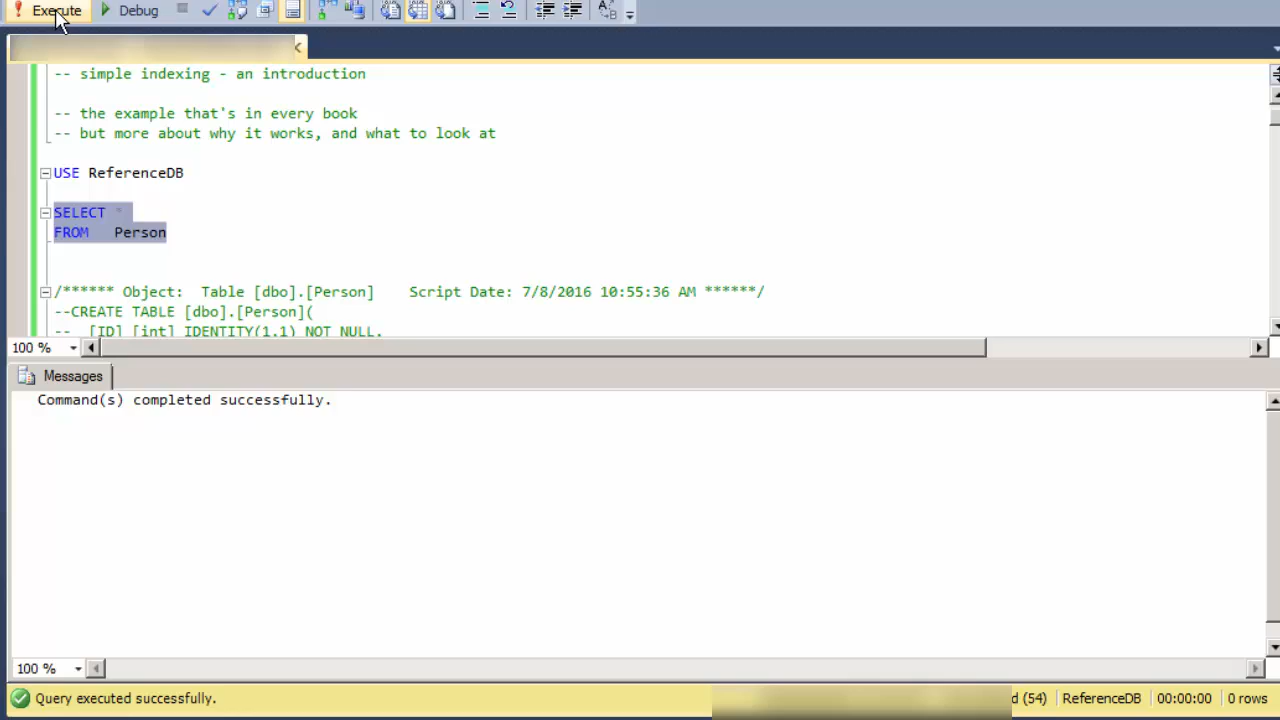 Execute Debug
-- simple indexing - an introduction
-- the example that's in every book
-- but more about why it works, and what to look at
USE ReferenceDB
SELECT *
FROM Person
/****** Object: Table [dbo].[Person] Script Date: 7/8/2016 10:55:36 AM ******/
--CREATE TABLE [dbo].[Person](
-- [ID] [int] IDENTITY(1,1) NOT NULL,
100 %
Messages
Command(s) completed successfully.
100 %
Query executed successfully. d (54) ReferenceDB 00:00:00 0 rows